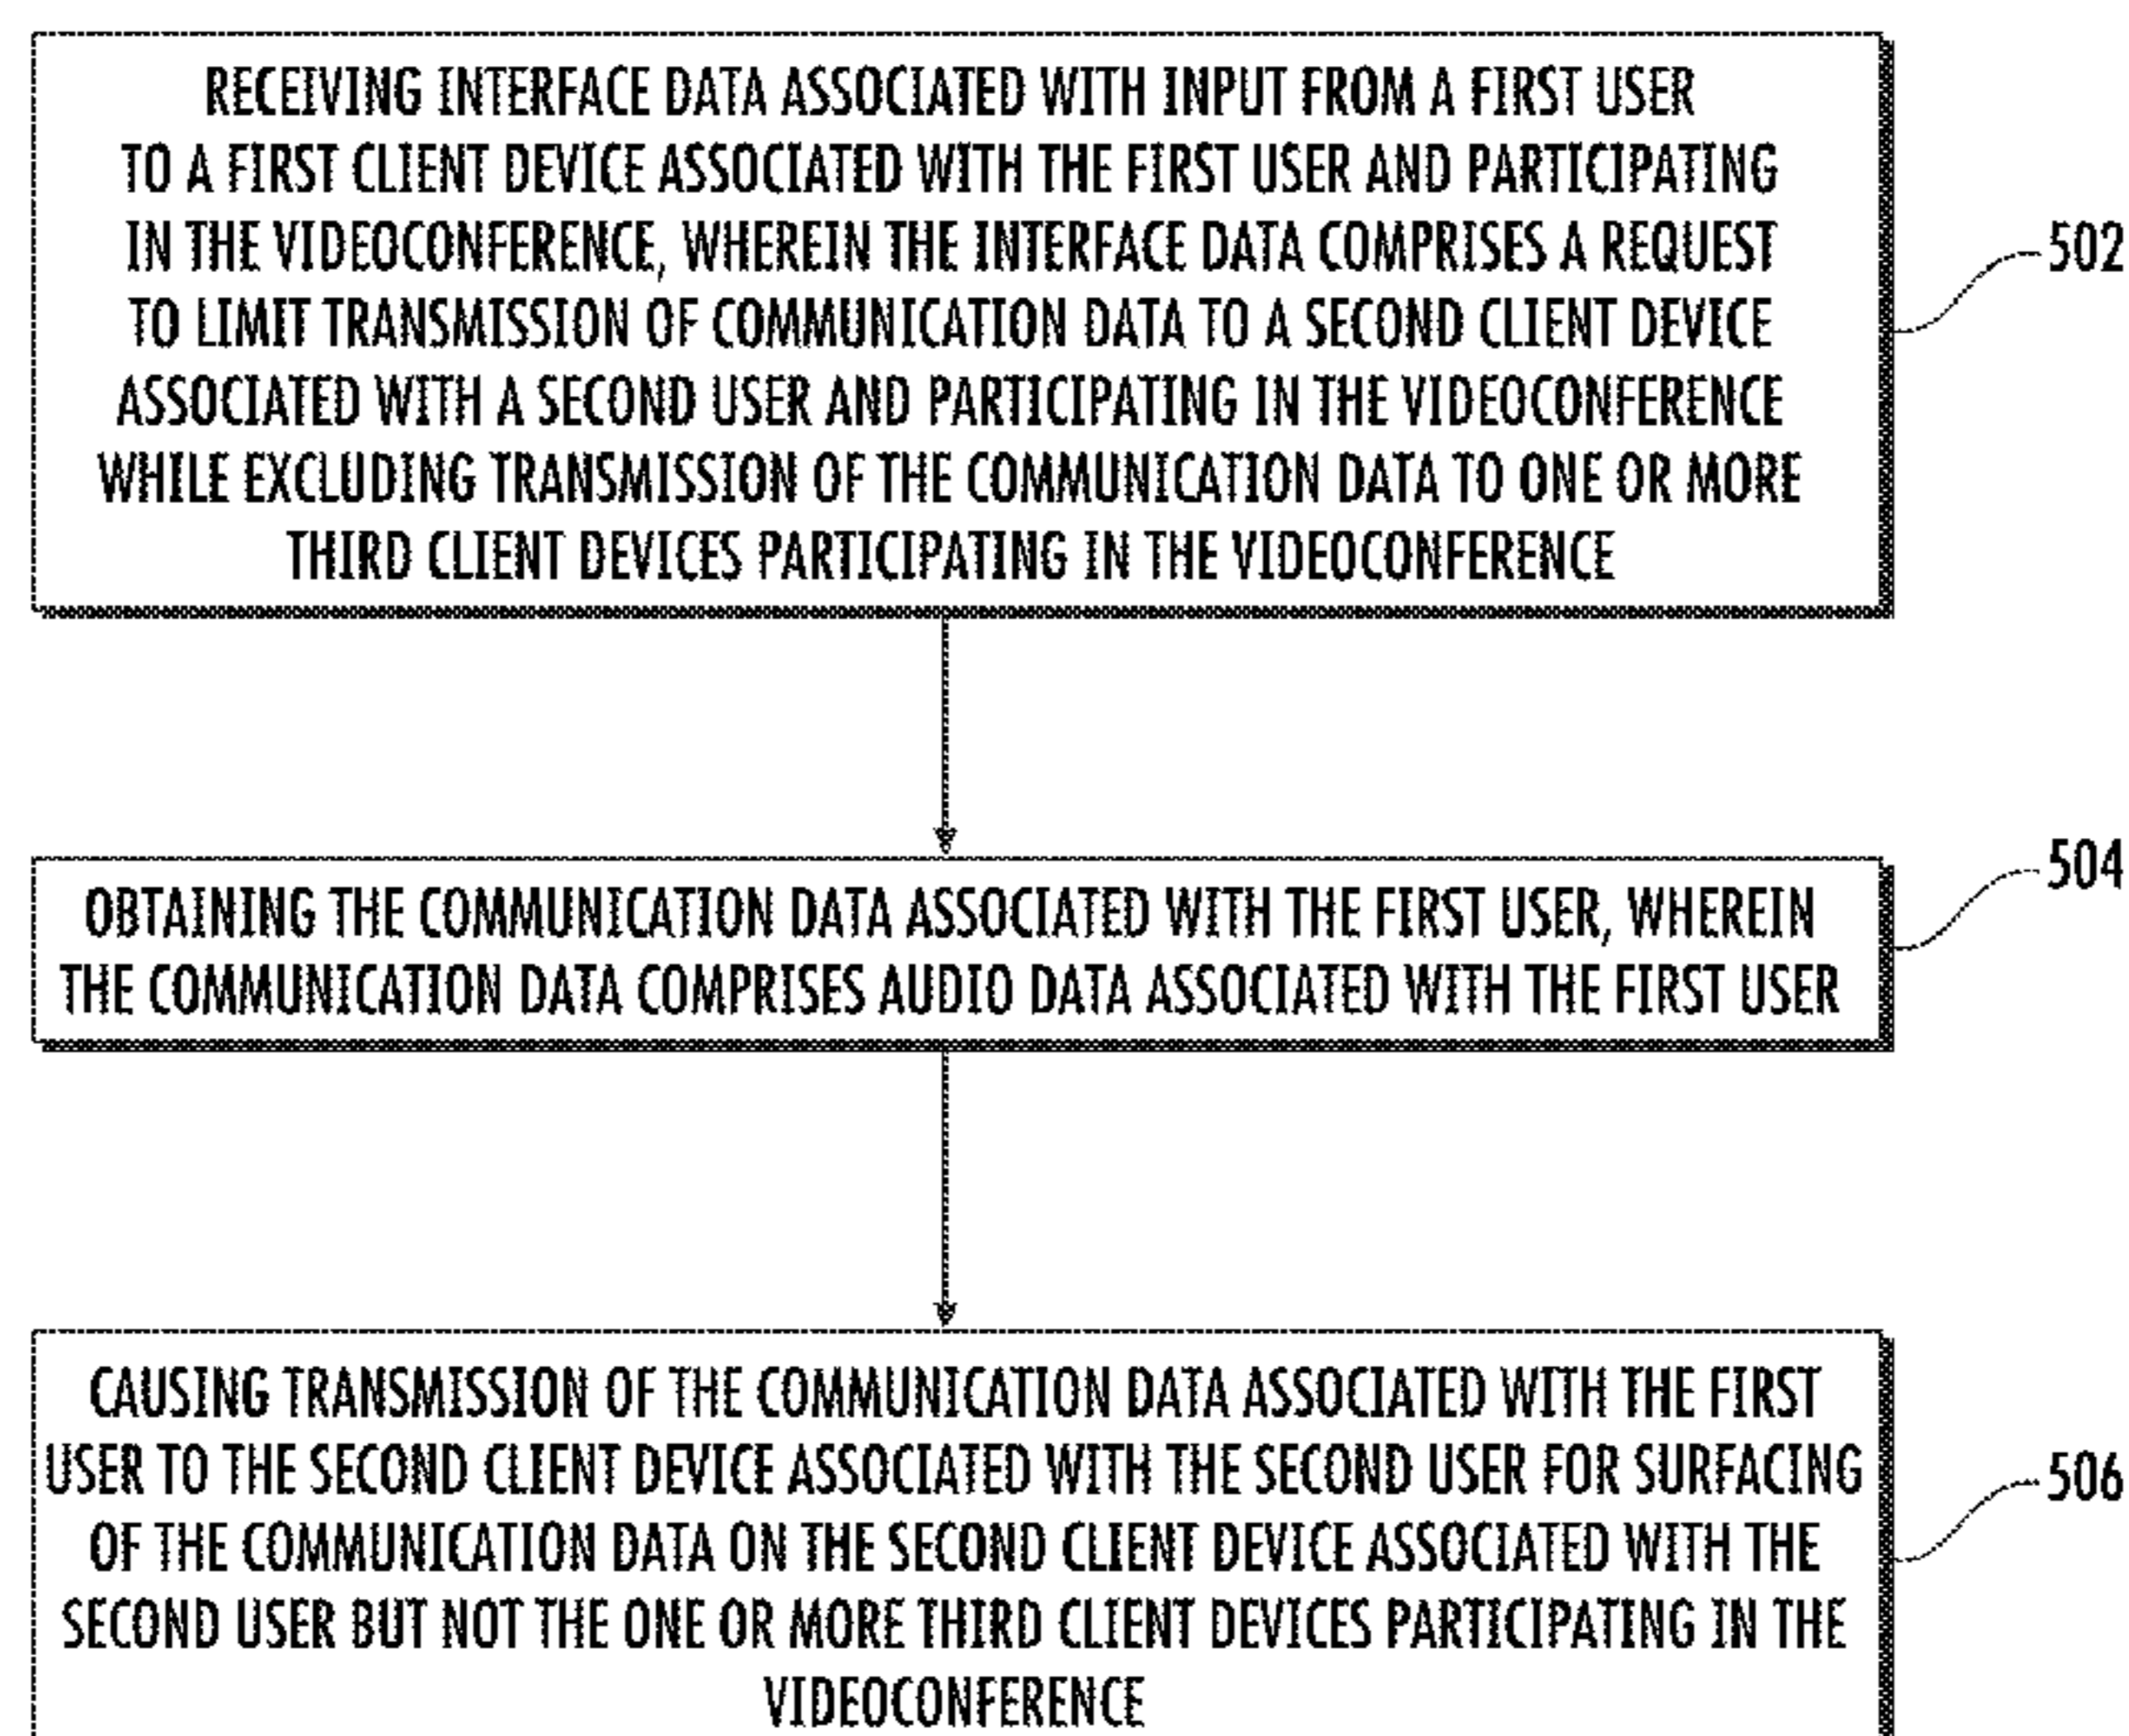 RECEIVING INTERFACE DATA ASSOCIATED WITH INPUT FROM A FIRST USER
TO A FIRST CLIENT DEVICE ASSOCIATED WITH THE FIRST USER AND PARTICIPATING
IN THE VIDEOCONFERENCE, WHEREIN THE INTERFACE DATA COMPRISES A REQUEST
TO LIMIT TRANSMISSION OF COMMUNICATION DATA TO A SECOND CLIENT DEVICE
ASSOCIATED WITH A SECOND USER AND PARTICIPATING IN THE VIDEOCONFERENCE
WHILE EXCLUDING TRANSMISSION OF THE COMMUNICATION DATA TO ONE OR MORE
THIRD CLIENT DEVICES PARTICIPATING IN THE VIDEOCONFERENCE
502
OBTAINING THE COMMUNICATION DATA ASSOCIATED WITH THE FIRST USER, WHEREIN
THE COMMUNICATION DATA COMPRISES AUDIO DATA ASSOCIATED WITH THE FIRST USER
504
CAUSING TRANSMISSION OF THE COMMUNICATION DATA ASSOCIATED WITH THE FIRST
USER TO THE SECOND CLIENT DEVICE ASSOCIATED WITH THE SECOND USER FOR SURFACING
OF THE COMMUNICATION DATA ON THE SECOND CLIENT DEVICE ASSOCIATED WITH THE
SECOND USER BUT NOT THE ONE OR MORE THIRD CLIENT DEVICES PARTICIPATING IN THE
VIDEOCONFERENCE
506